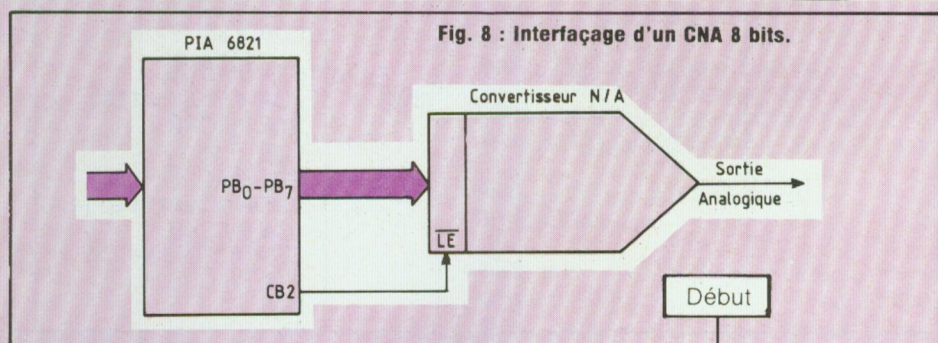 Fig. 8 : Interfaçage d'un CNA 8 bits.
PIA 6821
Convertisseur N/A
PB0-PB7
Sortie
Analogique
LE
CB2
Début